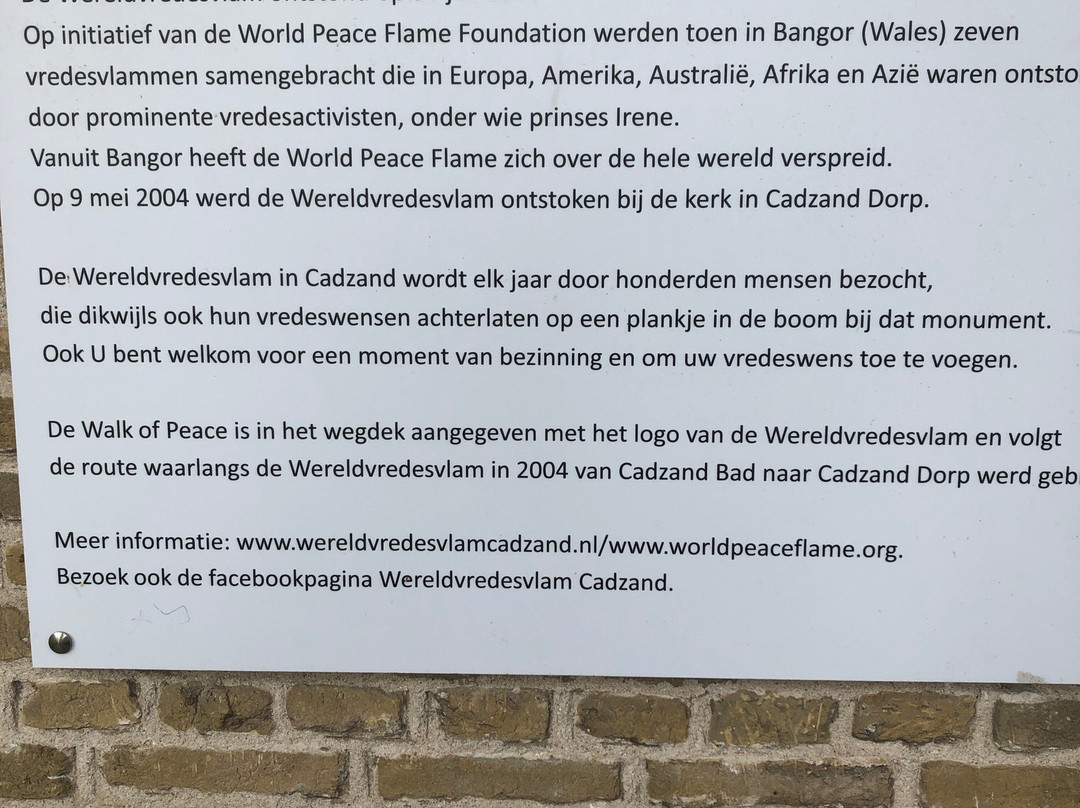 Op initiatief van de World Peace Flame Foundation werden toen in Bangor (Wales) zeven
vredesvlammen samengebracht die in Europa, Amerika, Australië, Afrika en Azië waren
door prominente vredesactivisten, onder wie prinses Irene.
Vanuit Bangor heeft de World Peace Flame zich over de hele wereld verspreid.
Op 9 mei 2004 werd de Wereldvredesvlam ontstoken bij de kerk in Cadzand Dorp.
De Wereldvredesvlam in Cadzand wordt elk jaar door honderden mensen bezocht,
die dikwijls ook hun vredeswensen achterlaten op een plankje in de boom bij dat monument.
Ook U bent welkom voor een moment van bezinning en om uw vredeswens toe te voegen.
De Walk of Peace is in het wegdek aangegeven met het logo van de Wereldvredesvlam en volgt
de route waarlangs de Wereldvredesvlam in 2004 van Cadzand Bad naar Cadzand Dorp werd
Meer informatie: www.wereldvredesvlamcadzand.nl/www.worldpeaceflame.org.
Bezoek ook de facebookpagina Wereldvredesvlam Cadzand.